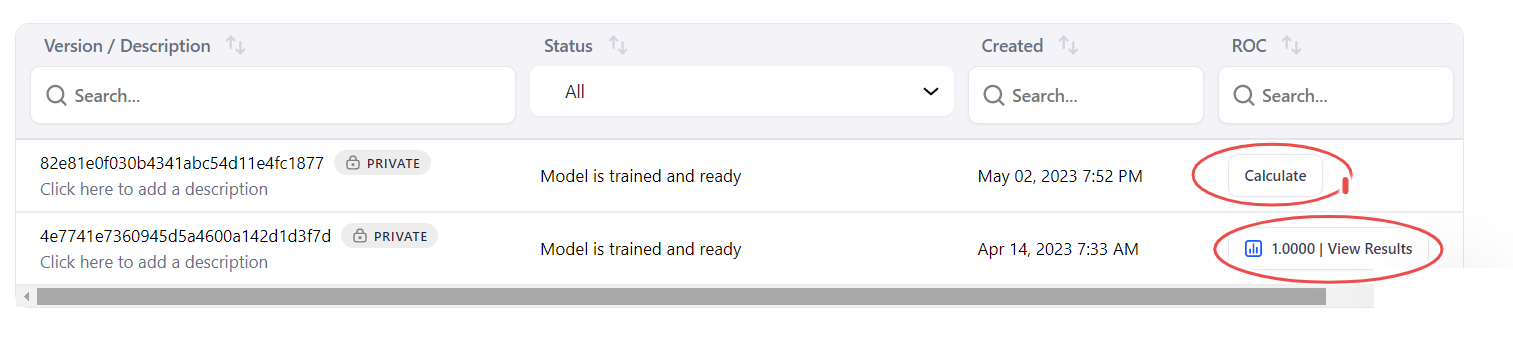 Version / Description Status Created ROC
Search... All Search... Search...
82e81e0f030b4341abc54d11e4fc1877 PRIVATE
Click here to add a description
Model is trained and ready May 02, 2023 7:52 PM Calculate
4e7741e7360945d5a4600a142d1d3f7d PRIVATE
Click here to add a description
Model is trained and ready Apr 14, 2023 7:33 AM 1.0000 | View Results